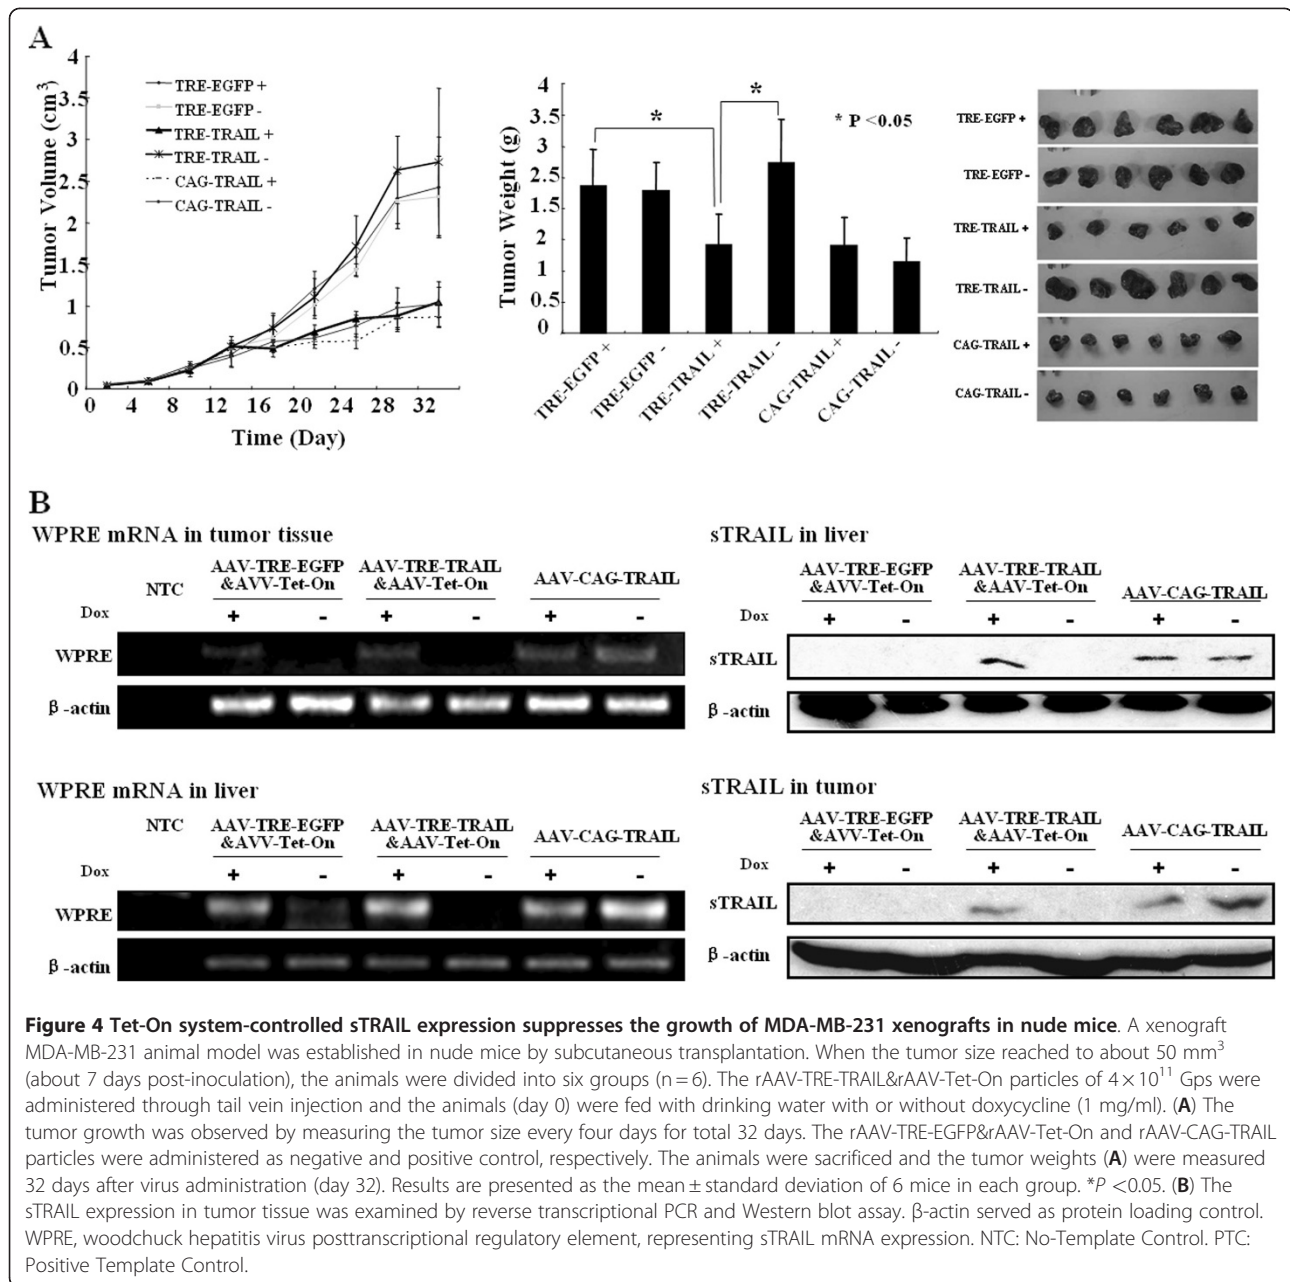 A
4
3.5
3
2.5
2
1.5
1
0.5
0
Tumor Volume (cm3)
TRE-EGFP +
TRE-EGFP -
TRE-TRAIL +
TRE-TRAIL -
CAG-TRAIL +
CAG-TRAIL -
0 4 8 10 14 18 22 26 28 32
Time (Day)
4
3.5
3
2.5
2
1.5
1
0.5
0
Tumor Weight (g)
*
*
* P <0.05
TRE-EGFP +
TRE-EGFP -
TRE-TRAIL +
TRE-TRAIL -
CAG-TRAIL +
CAG-TRAIL -
TRE-EGFP +
TRE-EGFP -
TRE-TRAIL +
TRE-TRAIL -
CAG-TRAIL +
CAG-TRAIL -
B
WPRE mRNA in tumor tissue
NTC
AAV-TRE-EGFP
&AVV-Tet-On
AAV-TRE-TRAIL
&AAV-Tet-On
AAV-CAG-TRAIL
Dox + - + - + -
WPRE
β-actin
sTRAIL in liver
AAV-TRE-EGFP
&AVV-Tet-On
AAV-TRE-TRAIL
&AAV-Tet-On
AAV-CAG-TRAIL
Dox + - + - + -
sTRAIL
β-actin
WPRE mRNA in liver
NTC
AAV-TRE-EGFP
&AVV-Tet-On
AAV-TRE-TRAIL
&AAV-Tet-On
AAV-CAG-TRAIL
Dox + - + - + -
WPRE
β-actin
sTRAIL in tumor
AAV-TRE-EGFP
&AVV-Tet-On
AAV-TRE-TRAIL
&AAV-Tet-On
AAV-CAG-TRAIL
Dox + - + - + -
sTRAIL
β-actin
Figure 4 Tet-On system-controlled sTRAIL expression suppresses the growth of MDA-MB-231 xenografts in nude mice. A xenograft
MDA-MB-231 animal model was established in nude mice by subcutaneous transplantation. When the tumor size reached to about 50 mm3
(about 7 days post-inoculation), the animals were divided into six groups (n = 6). The rAAV-TRE-TRAIL&rAAV-Tet-On particles of 4 × 10^11 Gps were
administered through tail vein injection and the animals (day 0) were fed with drinking water with or without doxycycline (1 mg/ml). (A) The
tumor growth was observed by measuring the tumor size every four days for total 32 days. The rAAV-TRE-EGFP&rAAV-Tet-On and rAAV-CAG-TRAIL
particles were administered as negative and positive control, respectively. The animals were sacrificed and the tumor weights (A) were measured
32 days after virus administration (day 32). Results are presented as the mean ± standard deviation of 6 mice in each group. *P <0.05. (B) The
sTRAIL expression in tumor tissue was examined by reverse transcriptional PCR and Western blot assay. β-actin served as protein loading control.
WPRE, woodchuck hepatitis virus posttranscriptional regulatory element, representing sTRAIL mRNA expression. NTC: No-Template Control. PTC:
Positive Template Control.